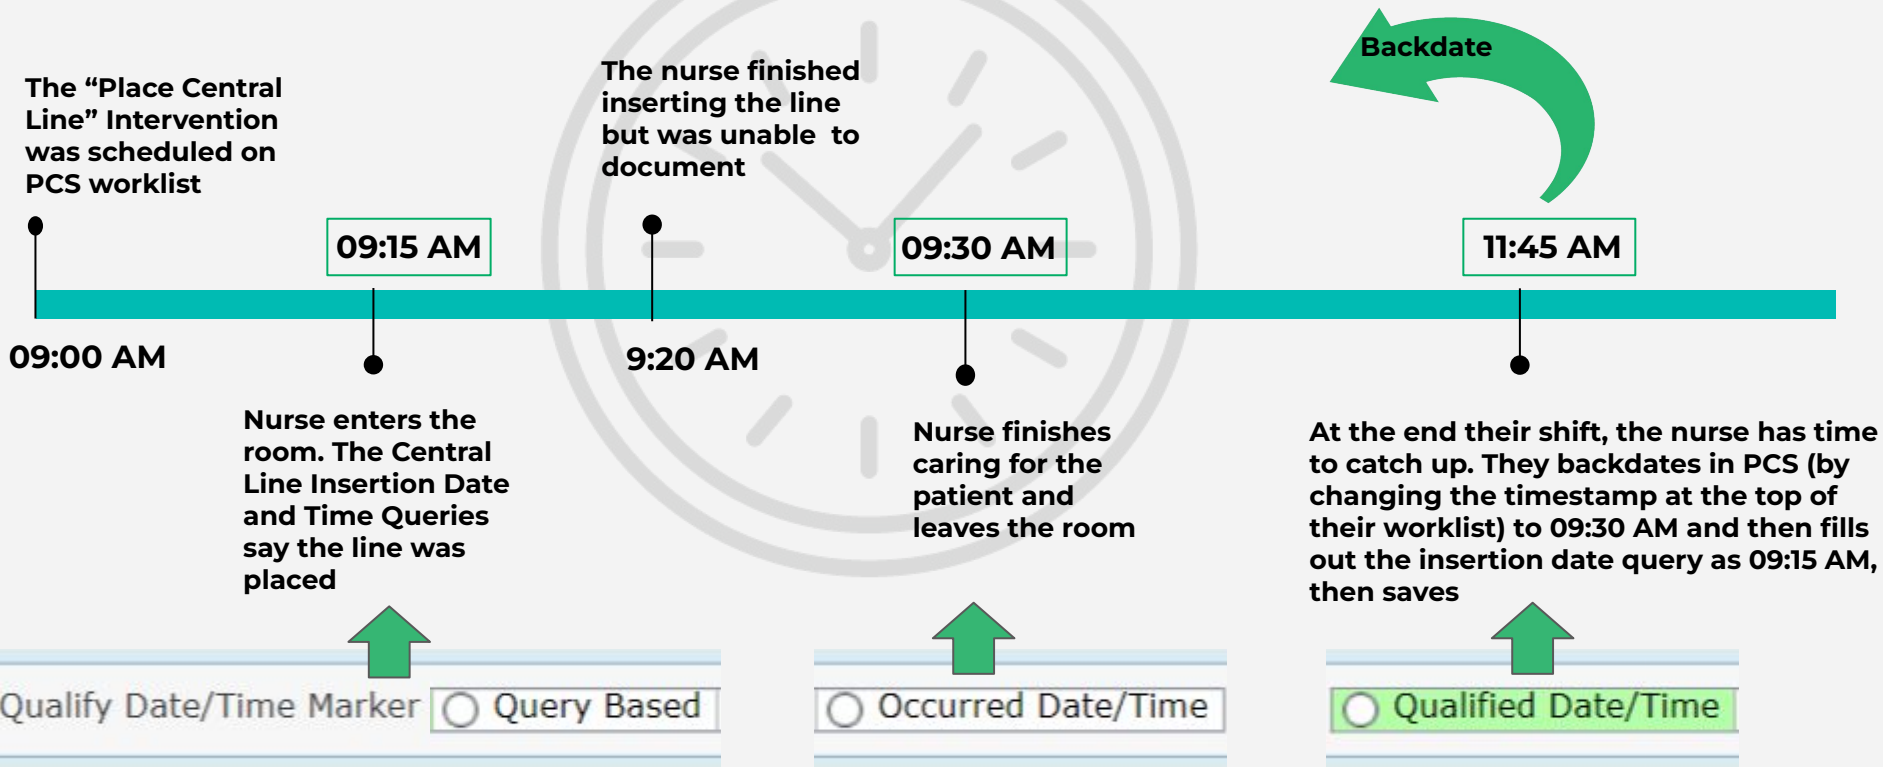 The “Place Central
Line” Intervention
was scheduled on
PCS worklist
The nurse finished
inserting the line
but was unable  to
document
Backdate
09:15 AM
09:30 AM
11:45 AM
09:00 AM
9:20 AM
Nurse enters the
room. The Central
Line Insertion Date
and Time Queries
say the line was
placed
Nurse finishes
caring for the
patient and
leaves the room
At the end their shift, the nurse has time
to catch up. They backdates in PCS (by
changing the timestamp at the top of
their worklist) to 09:30 AM and then fills
out the insertion date query as 09:15 AM,
then saves
Qualify Date/Time Marker Query Based
Occurred Date/Time
Qualified Date/Time